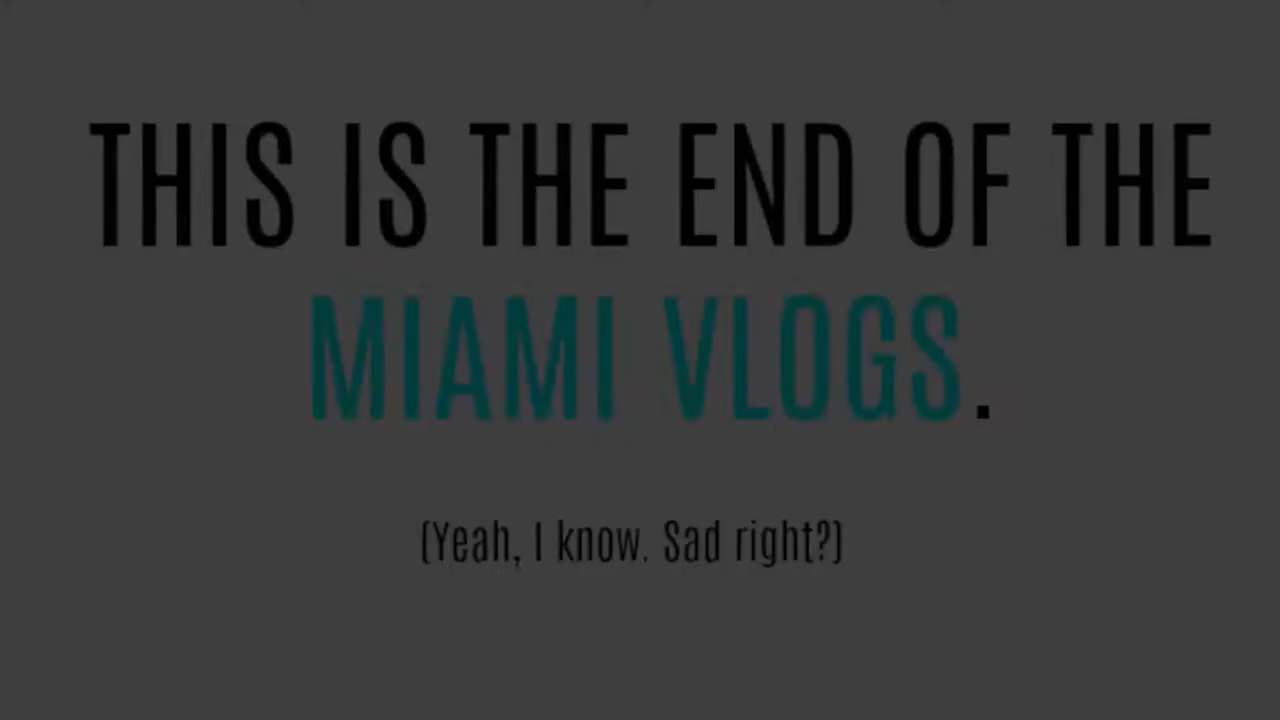 THIS IS THE END OF THE
MIAMI VLOGS.
(Yeah, I know. Sad right?)